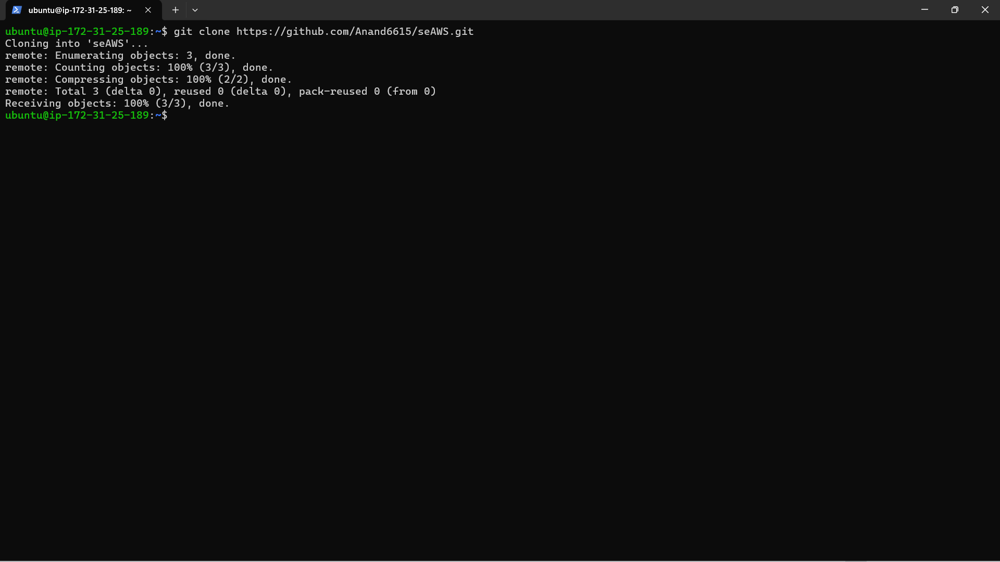 ubuntu@ip-172-31-25-189: ~
ubuntu@ip-172-31-25-189:~$ git clone https://github.com/Anand6615/seAWS.git
Cloning into 'seAWS'...
remote: Enumerating objects: 3, done.
remote: Counting objects: 100% (3/3), done.
remote: Compressing objects: 100% (2/2), done.
remote: Total 3 (delta 0), reused 0 (delta 0), pack-reused 0 (from 0)
Receiving objects: 100% (3/3), done.
ubuntu@ip-172-31-25-189:~$